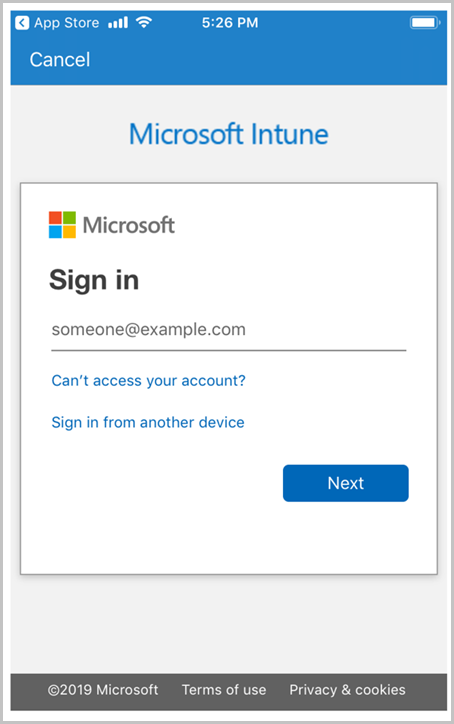 App Store 5:26 PM
Cancel
Microsoft Intune
Microsoft
Sign in
someone@example.com
Can’t access your account?
Sign in from another device
Next
©2019 Microsoft Terms of use Privacy & cookies